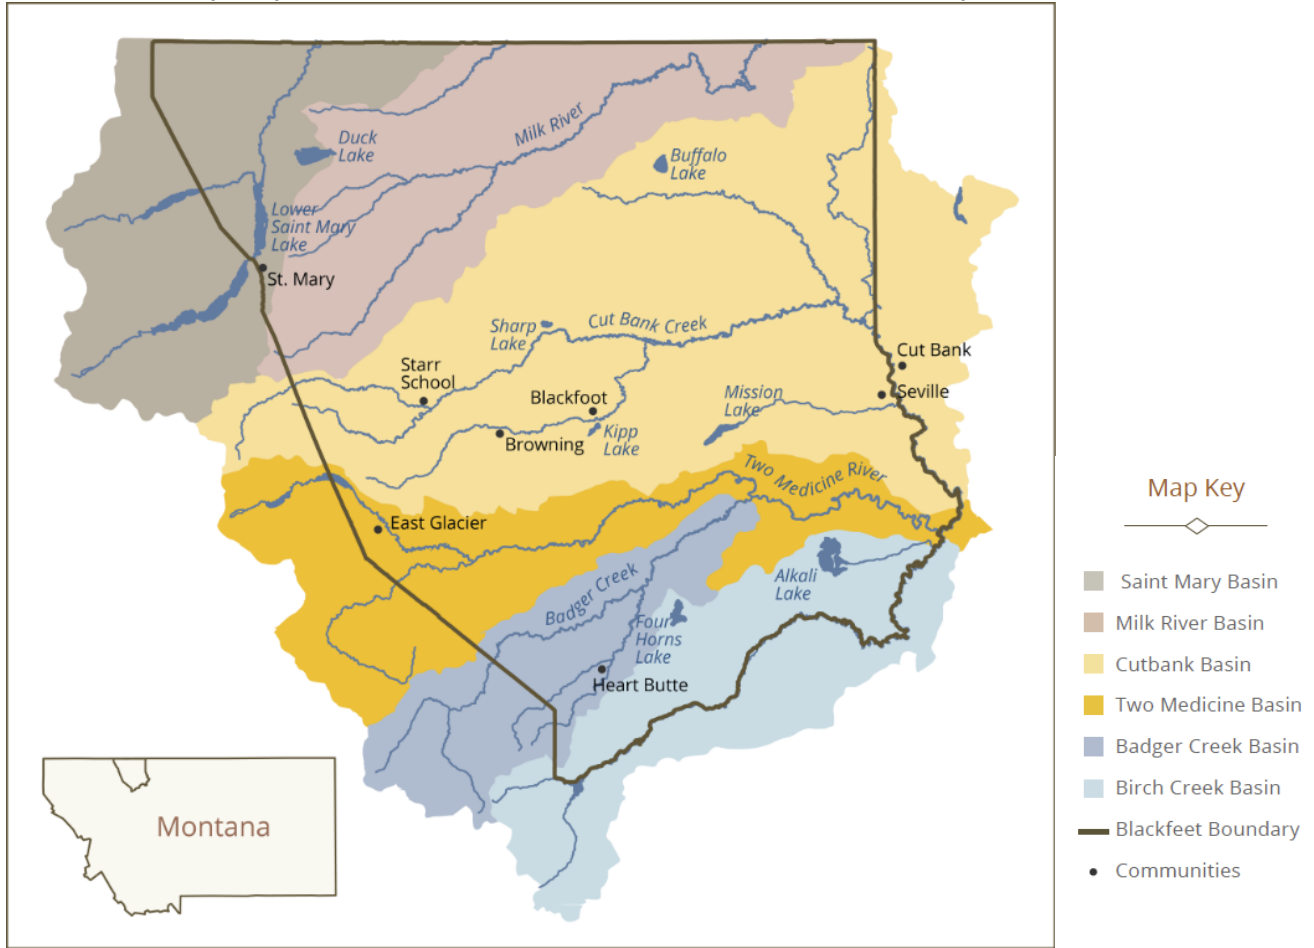 Milk River
Duck
Lake
Buffalo
Lake
Lower
Saint Mary
Lake
St. Mary
Sharp
Lake
Cut Bank Creek
Cut Bank
Starr
School
Blackfoot
Mission
Lake
Seville
Browning
Kipp
Lake
Two Medicine River
East Glacier
Badger Creek
Alkali
Lake
Four
Horns
Lake
Heart Butte
Montana
Map Key
Saint Mary Basin
Milk River Basin
Cutbank Basin
Two Medicine Basin
Badger Creek Basin
Birch Creek Basin
Blackfeet Boundary
Communities